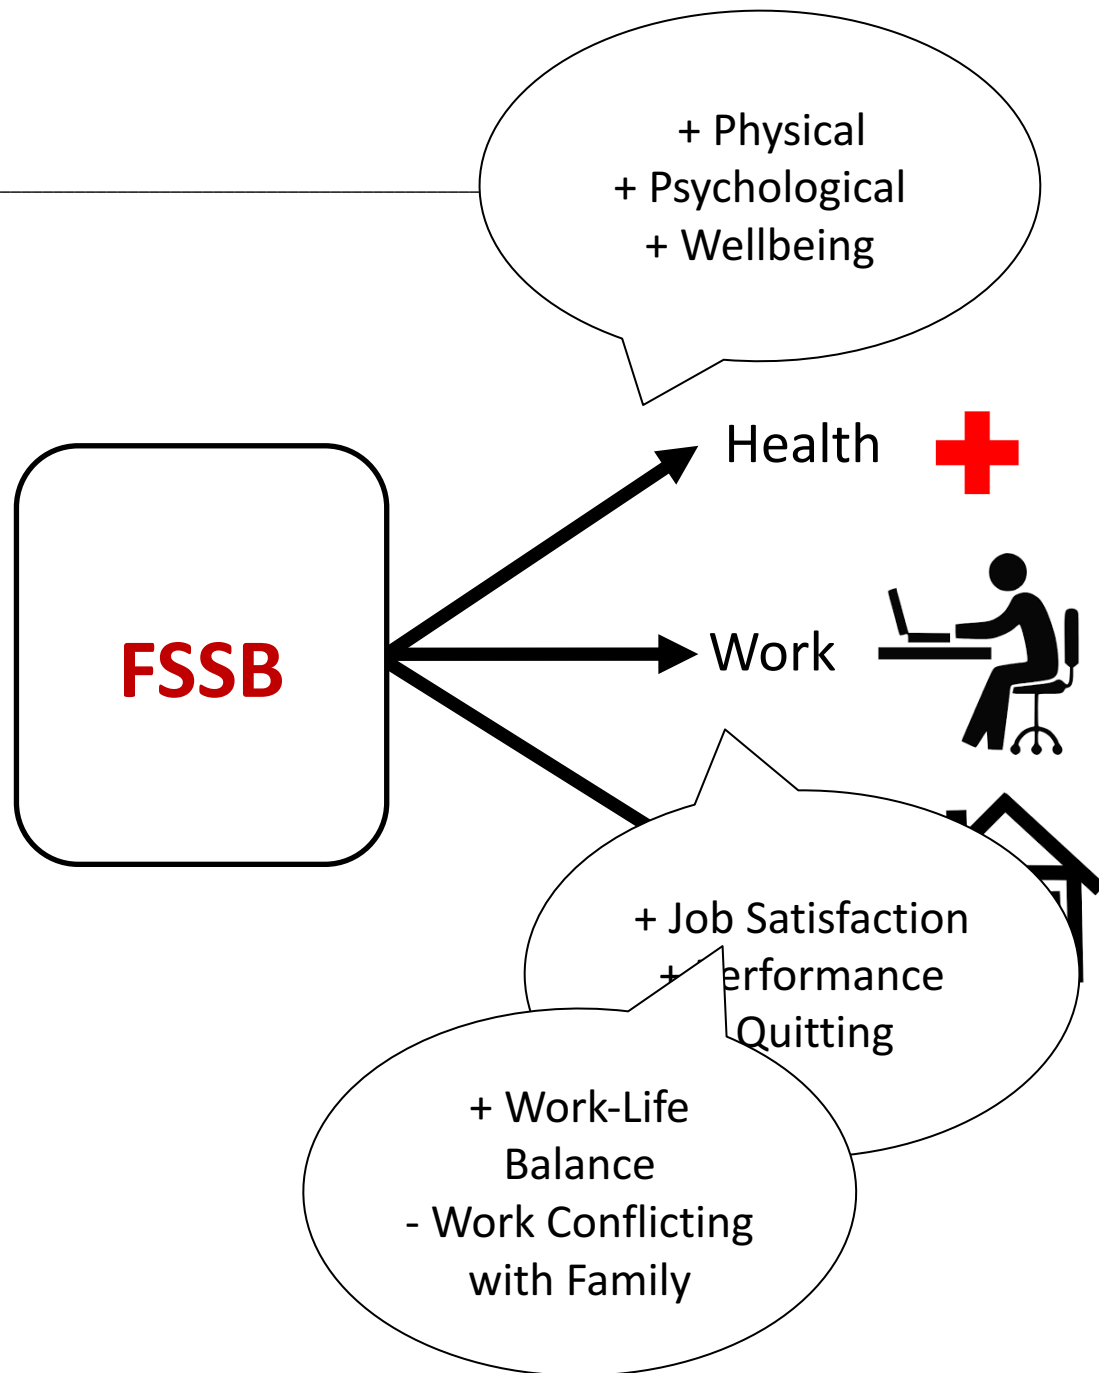 + Physical
+ Psychological
+ Wellbeing
Health
FSSB
Work
+ Job Satisfaction
+ erformance
Quitting
+ Work-Life
Balance
- Work Conflicting
with Family